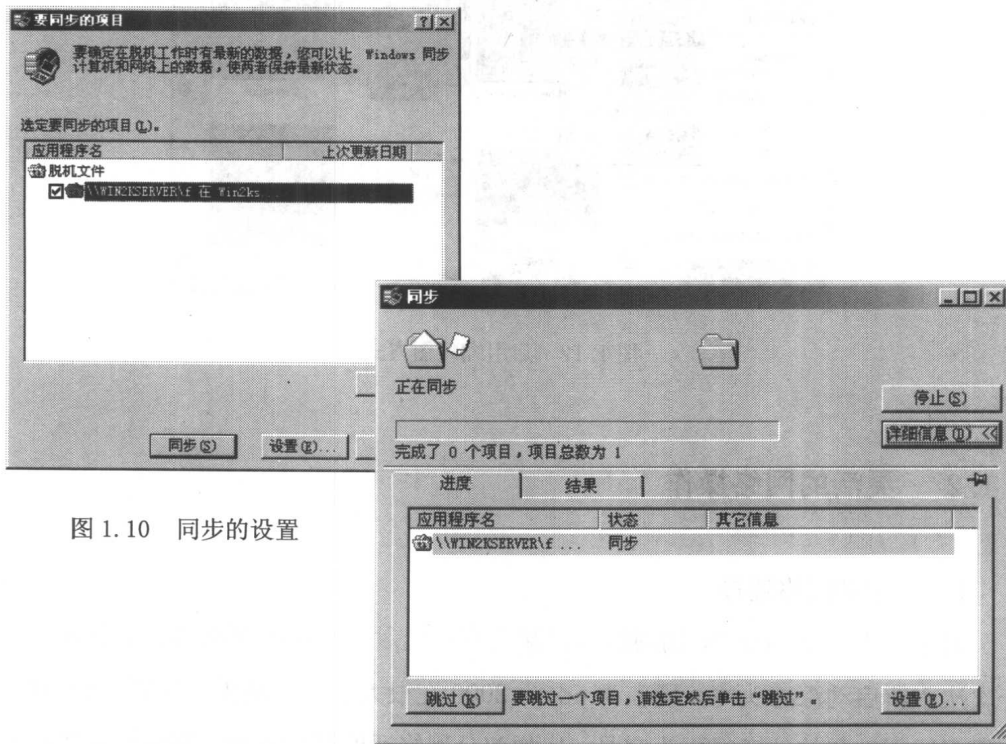 要同步的项目
要确定在脱机工作时有最新的数据，您可以让 Windows 同步
计算机和网络上的数据，使两者保持最新状态。
选定要同步的项目(L)。
应用程序名 上次更新日期
脱机文件
\\WIN2KSERVER\f 在 Win2ks...
同步(S) 设置(E)...
图 1.10 同步的设置
同步
正在同步
停止(S)
详细信息(D) <<
完成了 0 个项目，项目总数为 1
进度 结果
应用程序名 状态 其它信息
\\WIN2KSERVER\f ... 同步
跳过(K) 要跳过一个项目，请选定然后单击“跳过”。 设置(E)...